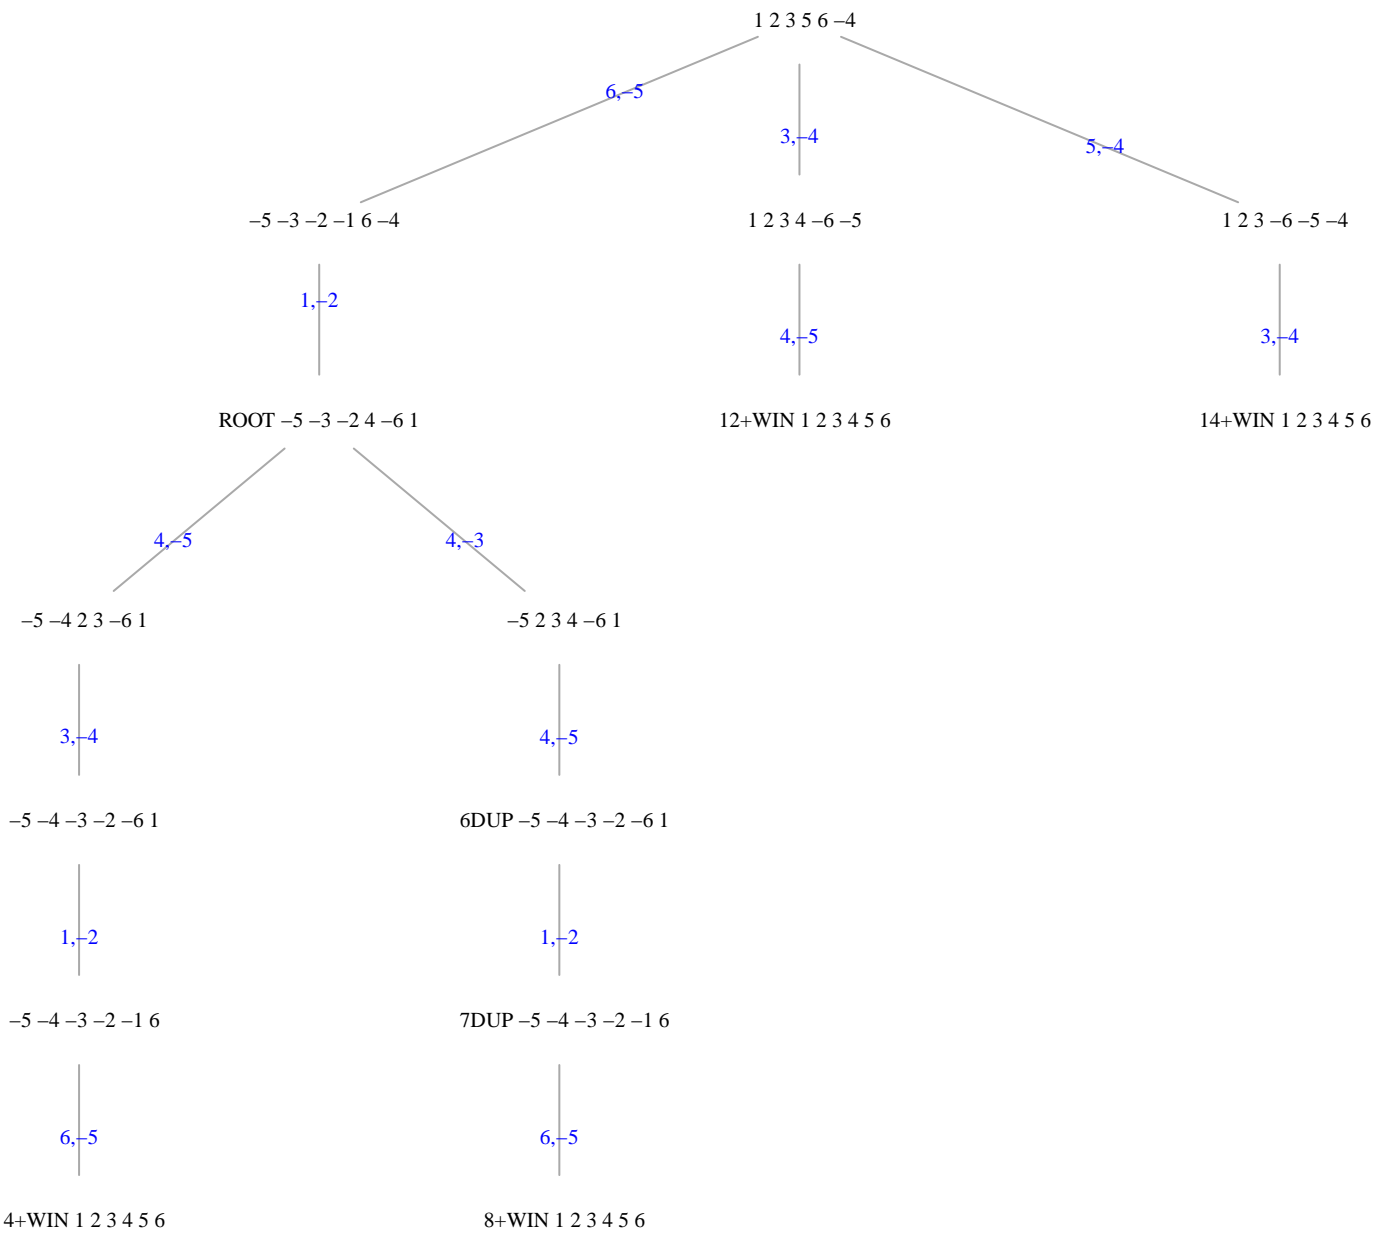 1 2 3 5 6 −4
6,−5
3,−4
5,−4
−5 −3 −2 −1 6 −4
1 2 3 4 −6 −5
1 2 3 −6 −5 −4
1,−2
4,−5
3,−4
ROOT −5 −3 −2 4 −6 1
12+WIN 1 2 3 4 5 6
14+WIN 1 2 3 4 5 6
4,−5
4,−3
−5 −4 2 3 −6 1
−5 2 3 4 −6 1
3,−4
4,−5
−5 −4 −3 −2 −6 1
6DUP −5 −4 −3 −2 −6 1
1,−2
1,−2
−5 −4 −3 −2 −1 6
7DUP −5 −4 −3 −2 −1 6
6,−5
6,−5
4+WIN 1 2 3 4 5 6
8+WIN 1 2 3 4 5 6